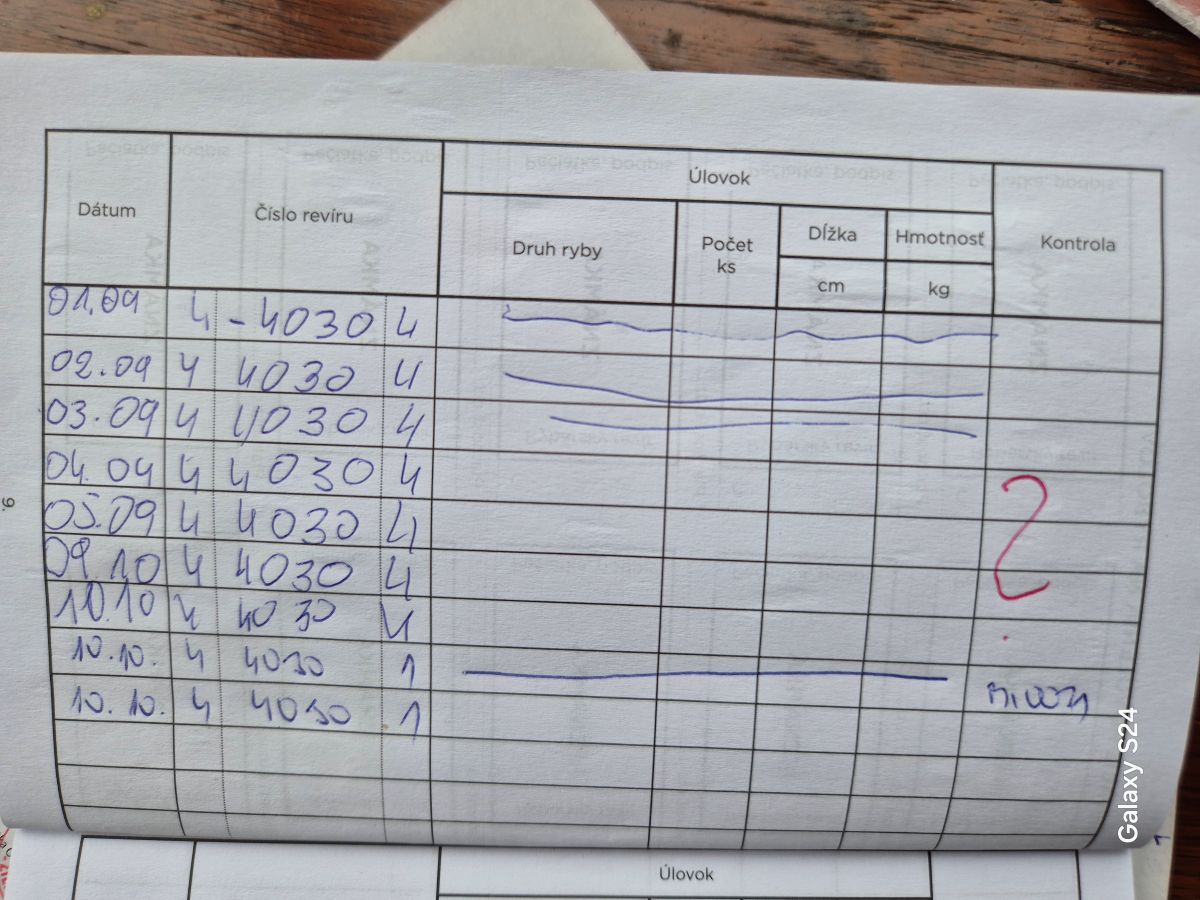 Úlovok
Dátum Číslo revíru Druh ryby Počet ks Dĺžka Hmotnosť Kontrola
cm kg
01.09 4 - 4030 4
02.09 4 4030 4
03.09 4 4030 4
04.09 4 4030 4
05.09 4 4030 4
09.10 4 4030 4
10.10 4 4030 4
10.10. 4 4030 1
10.10. 4 4030 1
?
9.
Galaxy S24
Úlovok